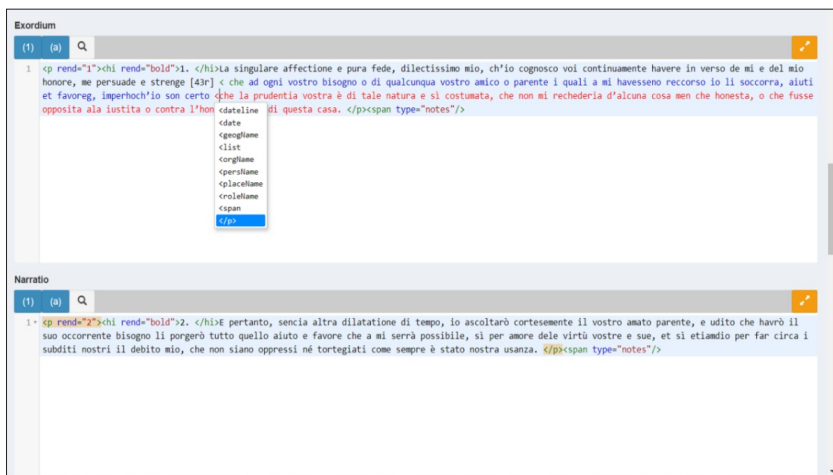 Exordium
(1) (a)
1 <p rend="1"><hi rend="bold">1. </hi>La singulare affectione e pura fede, dilectissimo mio, ch'io cognosco voi continuamente havere in verso de mi e del mio
honore, me persuade e strenge [43r] < che ad ogni vostro bisogno o di qualcunqua vostro amico o parente i quali a mi havesseno reccorso io li soccorra, aiuti
et favoreg, imperhoch'io son certo <che la prudentia vostra è di tale natura e sì costumata, che non mi rechederia d'alcuna cosa men che honesta, o che fusse
opposita ala iustita o contra l'hon di questa casa. </p><span type="notes"/>
<dateline
<date
<geogName
<list
<orgName
<persName
<placeName
<roleName
<span
</p>
Narratio
(1) (a)
1 <p rend="2"><hi rend="bold">2. </hi>E pertanto, sencia altra dilatatione di tempo, io ascoltarò cortesemente il vostro amato parente, e udito che havrò il
suo occorrente bisogno li porgerò tutto quello aiuto e favore che a mi serrà possibile, sì per amore dele virtù vostre e sue, et sì etiamdio per far circa i
subditi nostri il debito mio, che non siano oppressi né tortegiati come sempre è stato nostra usanza. </p><span type="notes"/>